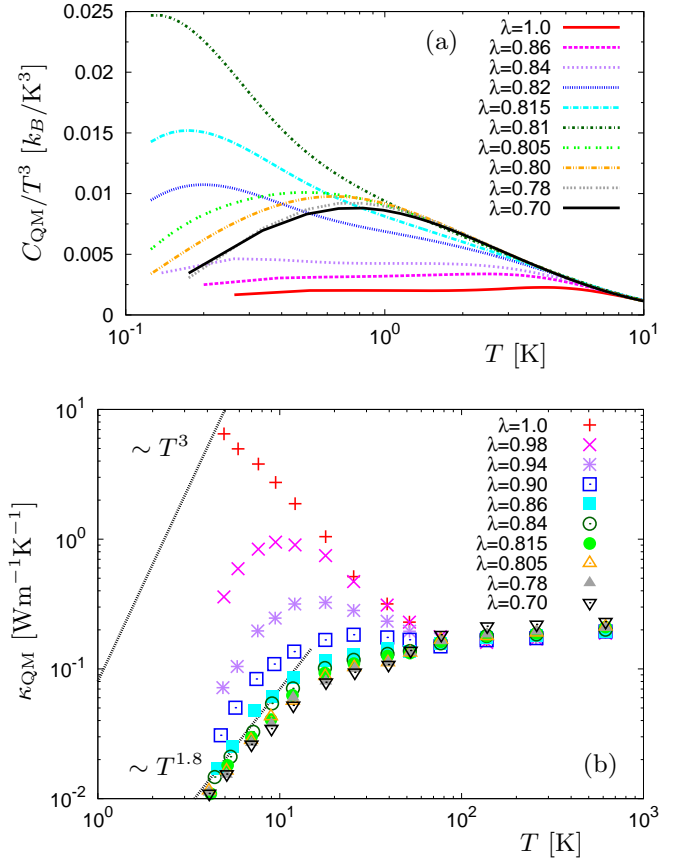 (a)
C_QM/T^3 [k_B/K^3]
0.025
0.02
0.015
0.01
0.005
0
λ=1.0
λ=0.86
λ=0.84
λ=0.82
λ=0.815
λ=0.81
λ=0.805
λ=0.80
λ=0.78
λ=0.70
10^-1
10^0
10^1
T [K]
κ_QM [Wm^−1K^−1]
10^1
10^0
10^-1
10^-2
∼ T^3
∼ T^1.8
λ=1.0
λ=0.98
λ=0.94
λ=0.90
λ=0.86
λ=0.84
λ=0.815
λ=0.805
λ=0.78
λ=0.70
(b)
10^0
10^1
10^2
10^3
T [K]